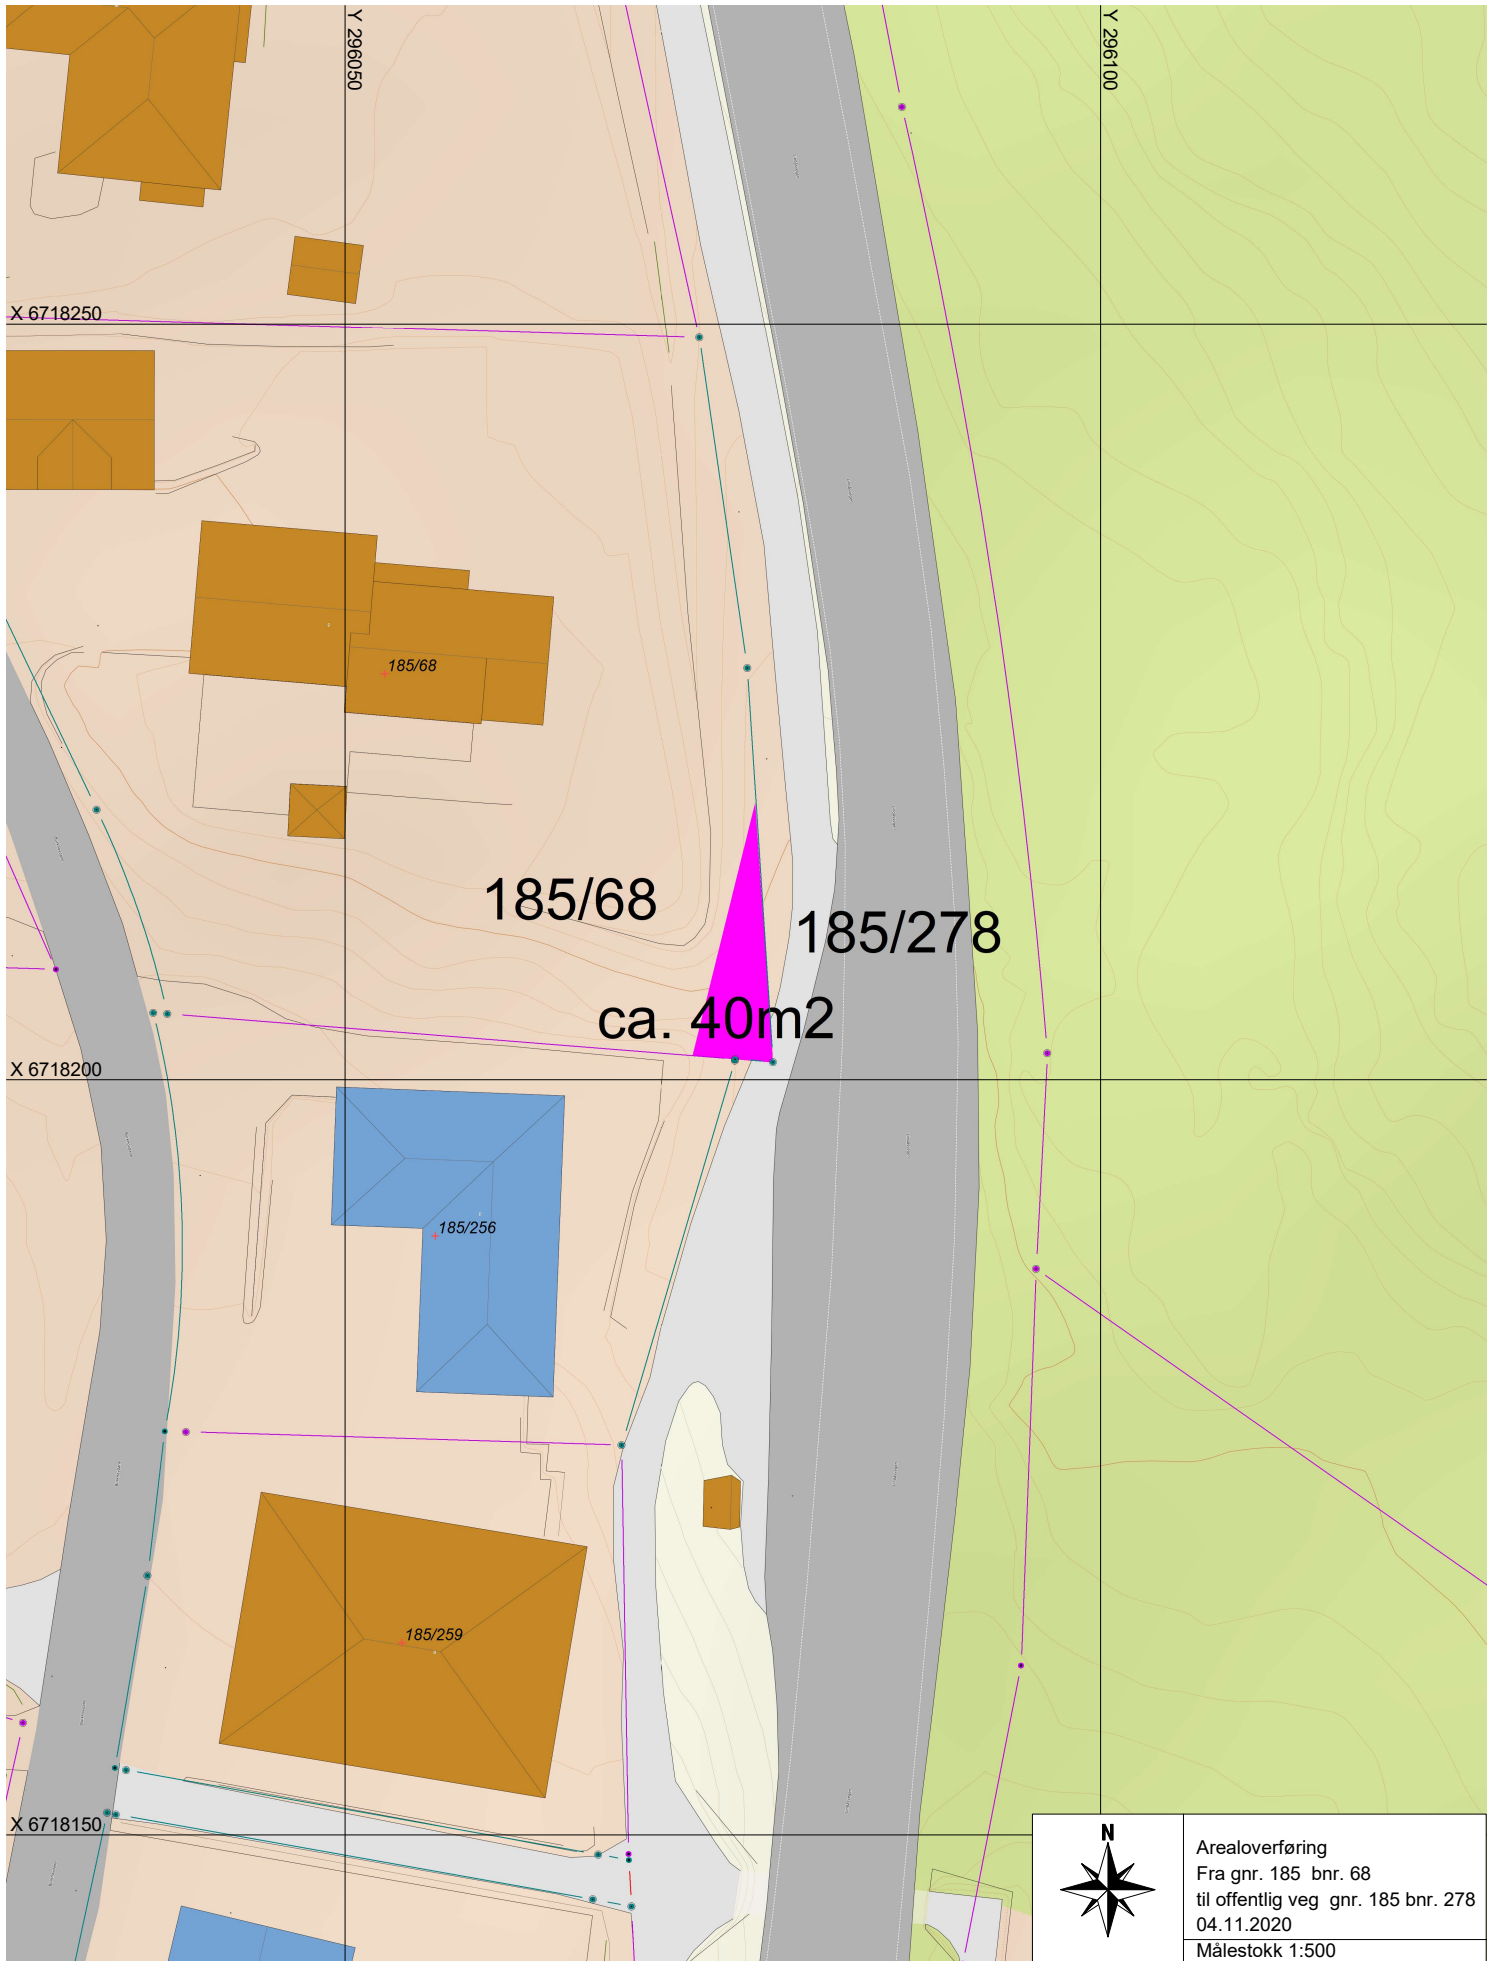 Y 296050
Y 296100
X 6718250
185/68
185/68
185/278
ca. 40m2
X 6718200
185/256
185/259
X 6718150
N
Arealoverføring
Fra gnr. 185 bnr. 68
til offentlig veg gnr. 185 bnr. 278
04.11.2020
Målestokk 1:500